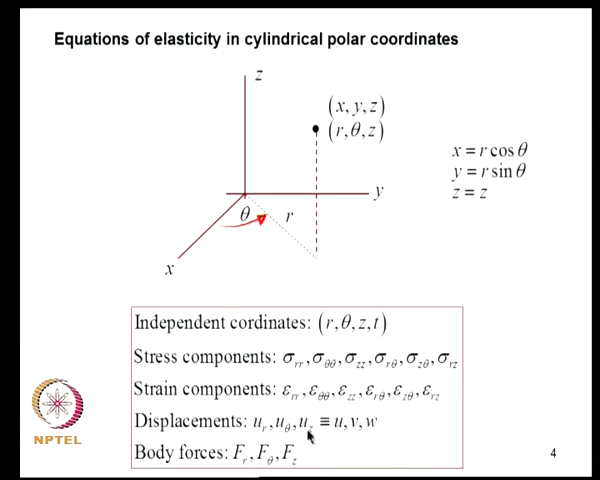 Equations of elasticity in cylindrical polar coordinates
z
(x, y, z)
(r, θ, z)
x = r cos θ
y = r sin θ
z = z
y
θ
r
x
Independent cordinates: (r, θ, z, t)
Stress components: σ_rr, σ_θθ, σ_zz, σ_rθ, σ_zθ, σ_rz
Strain components: ε_rr, ε_θθ, ε_zz, ε_rθ, ε_zθ, ε_rz
Displacements: u_r, u_θ, u_z ≡ u, v, w
Body forces: F_r, F_θ, F_z
NPTEL
4